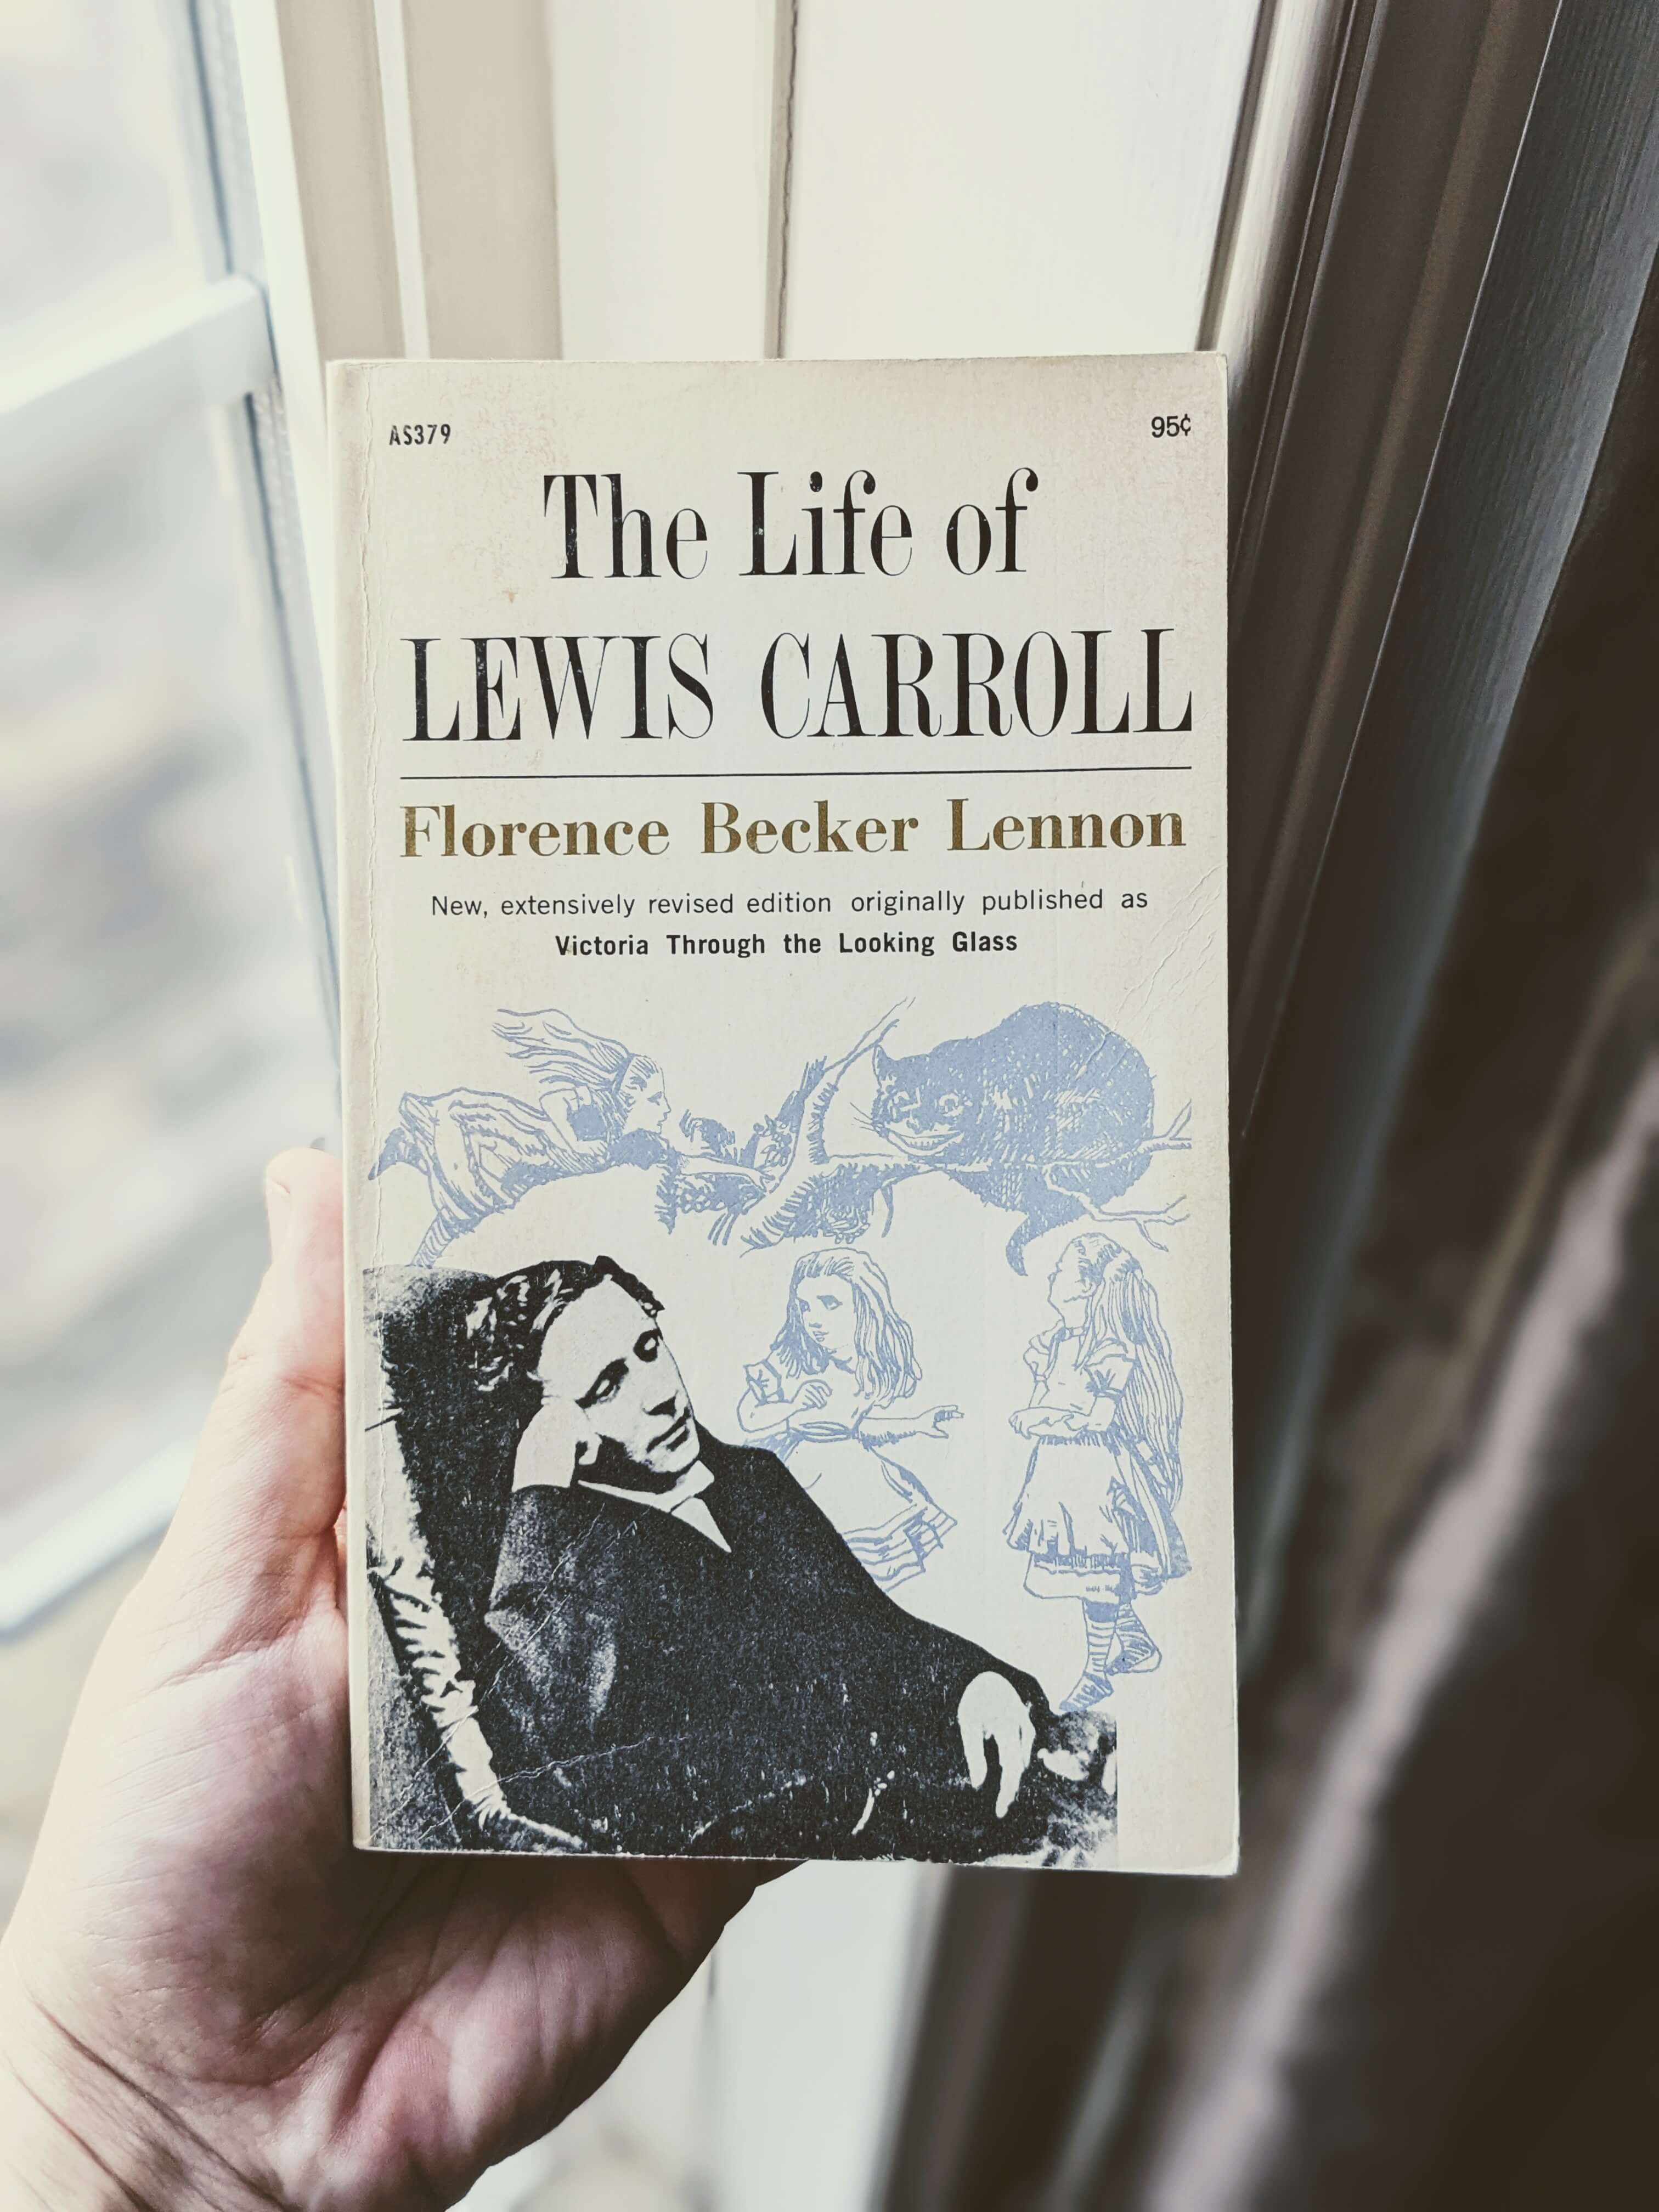 AS379 95¢
The Life of
LEWIS CARROLL
Florence Becker Lennon
New, extensively revised edition originally published as
Victoria Through the Looking Glass